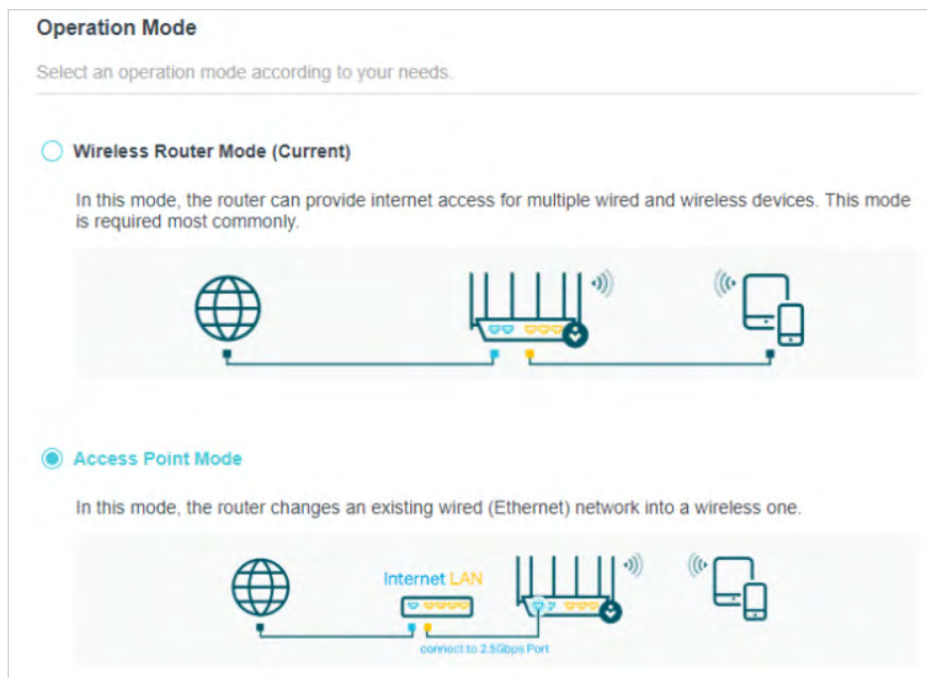 Operation Mode
Select an operation mode according to your needs.
Wireless Router Mode (Current)
In this mode, the router can provide internet access for multiple wired and wireless devices. This mode
is required most commonly.
Access Point Mode
In this mode, the router changes an existing wired (Ethernet) network into a wireless one.
Internet LAN
connect to 2.5Gbps Port